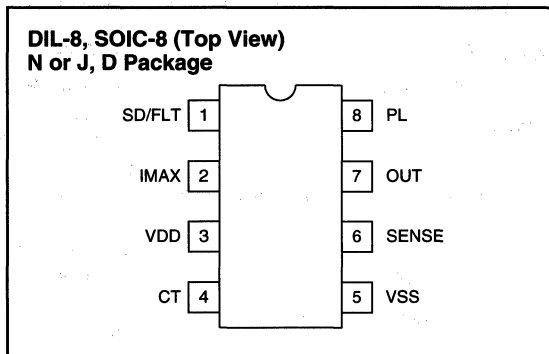 DIL-8, SOIC-8 (Top View)
N or J, D Package
SD/FLT 1 8 PL
IMAX 2 7 OUT
VDD 3 6 SENSE
CT 4 5 VSS